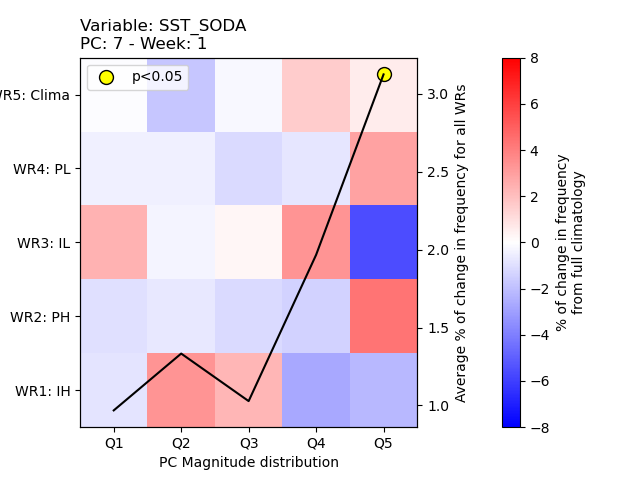 Variable: SST_SODA
PC: 7 - Week: 1
p<0.05
WR5: Clima
WR4: PL
WR3: IL
WR2: PH
WR1: IH
Q1 Q2 Q3 Q4 Q5
PC Magnitude distribution
3.0
2.5
2.0
1.5
1.0
Average % of change in frequency for all WRs
8
6
4
2
0
−2
−4
−6
−8
% of change in frequency
from full climatology